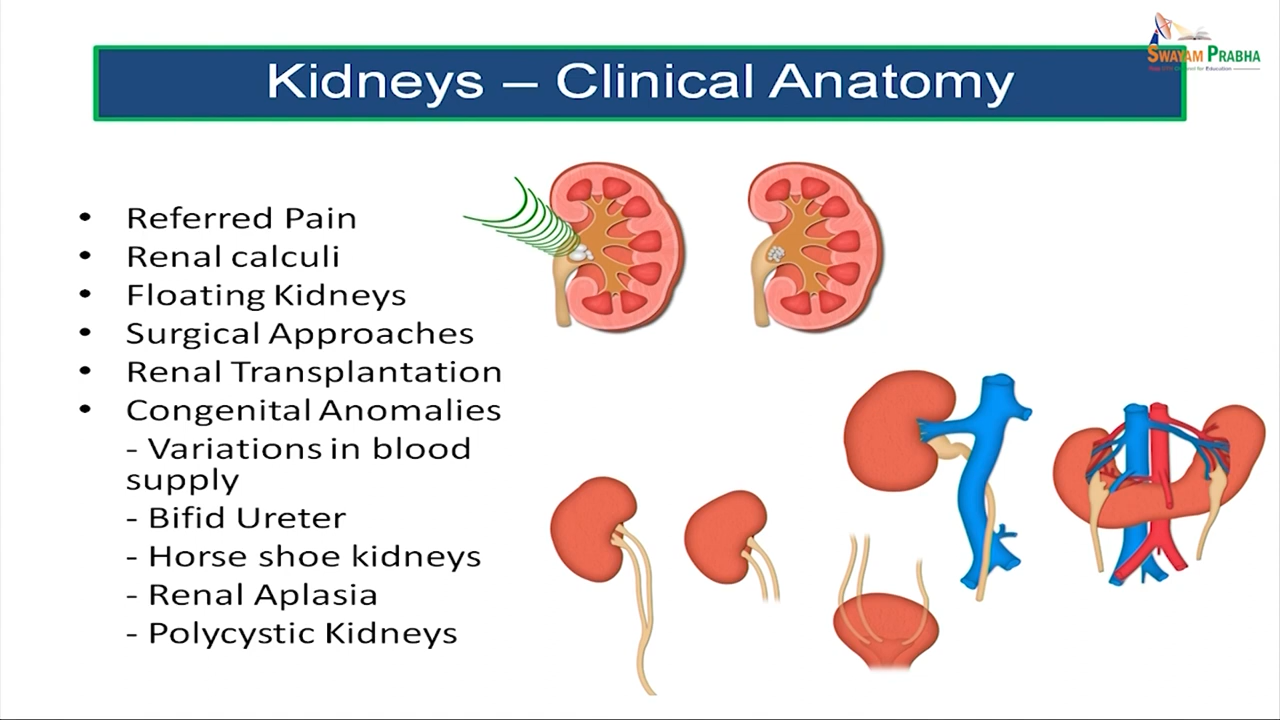 SWAYAM PRABHA
Kidneys – Clinical Anatomy
• Referred Pain
• Renal calculi
• Floating Kidneys
• Surgical Approaches
• Renal Transplantation
• Congenital Anomalies
- Variations in blood
supply
- Bifid Ureter
- Horse shoe kidneys
- Renal Aplasia
- Polycystic Kidneys